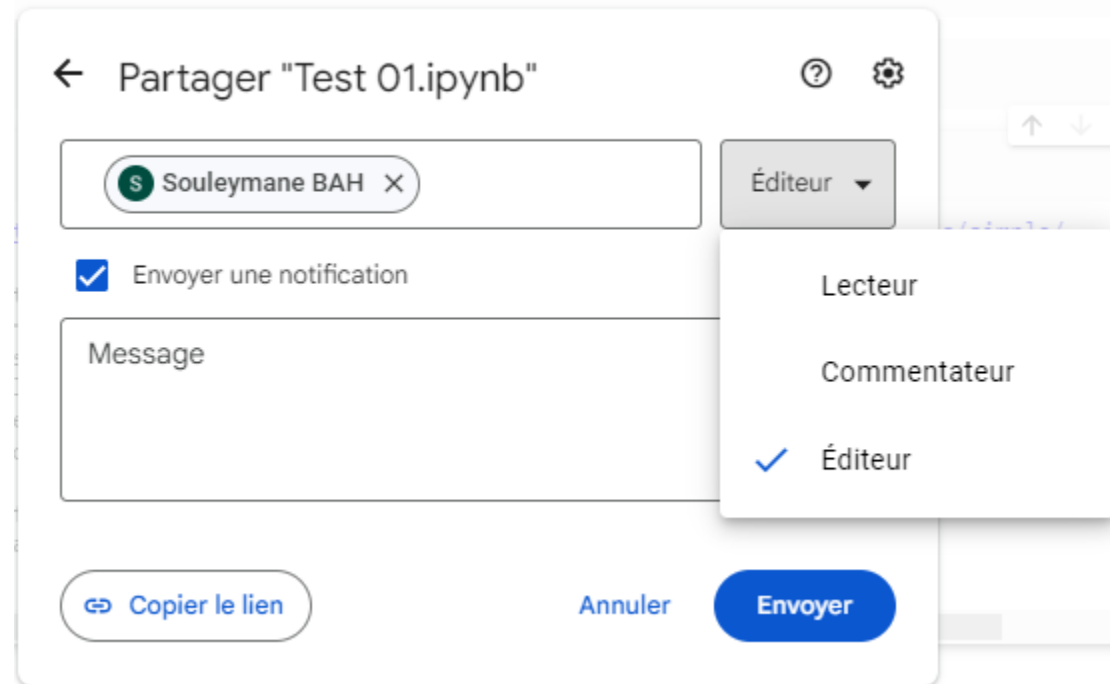 Partager "Test 01.ipynb"
S Souleymane BAH
Éditeur
Envoyer une notification
Lecteur
Message
Commentateur
Éditeur
Copier le lien
Annuler
Envoyer